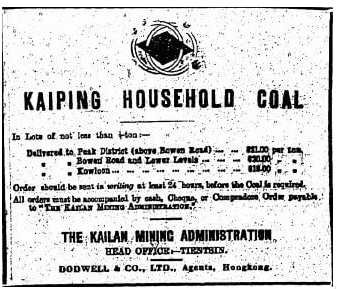 KAIPING HOUSEHOLD COAL
In Lots of not less than ½-ton:—
Delivered to Peak District (above Bowen Road) ... ... $21.00 per ton.
" " Bowen Road and Lower Levels ... ... ... $20.00 "
" " Kowloon ... ... ... ... "
Order should be sent in writing at least 24 hours, before the Coal is required.
All orders must be accompanied by cash, Cheque, or Compradore Order payable
to "THE KAILAN MINING ADMINISTRATION."
THE KAILAN MINING ADMINISTRATION,
HEAD OFFICE:—TIENTSIN.
DODWELL & CO., LTD., Agents, Hongkong.